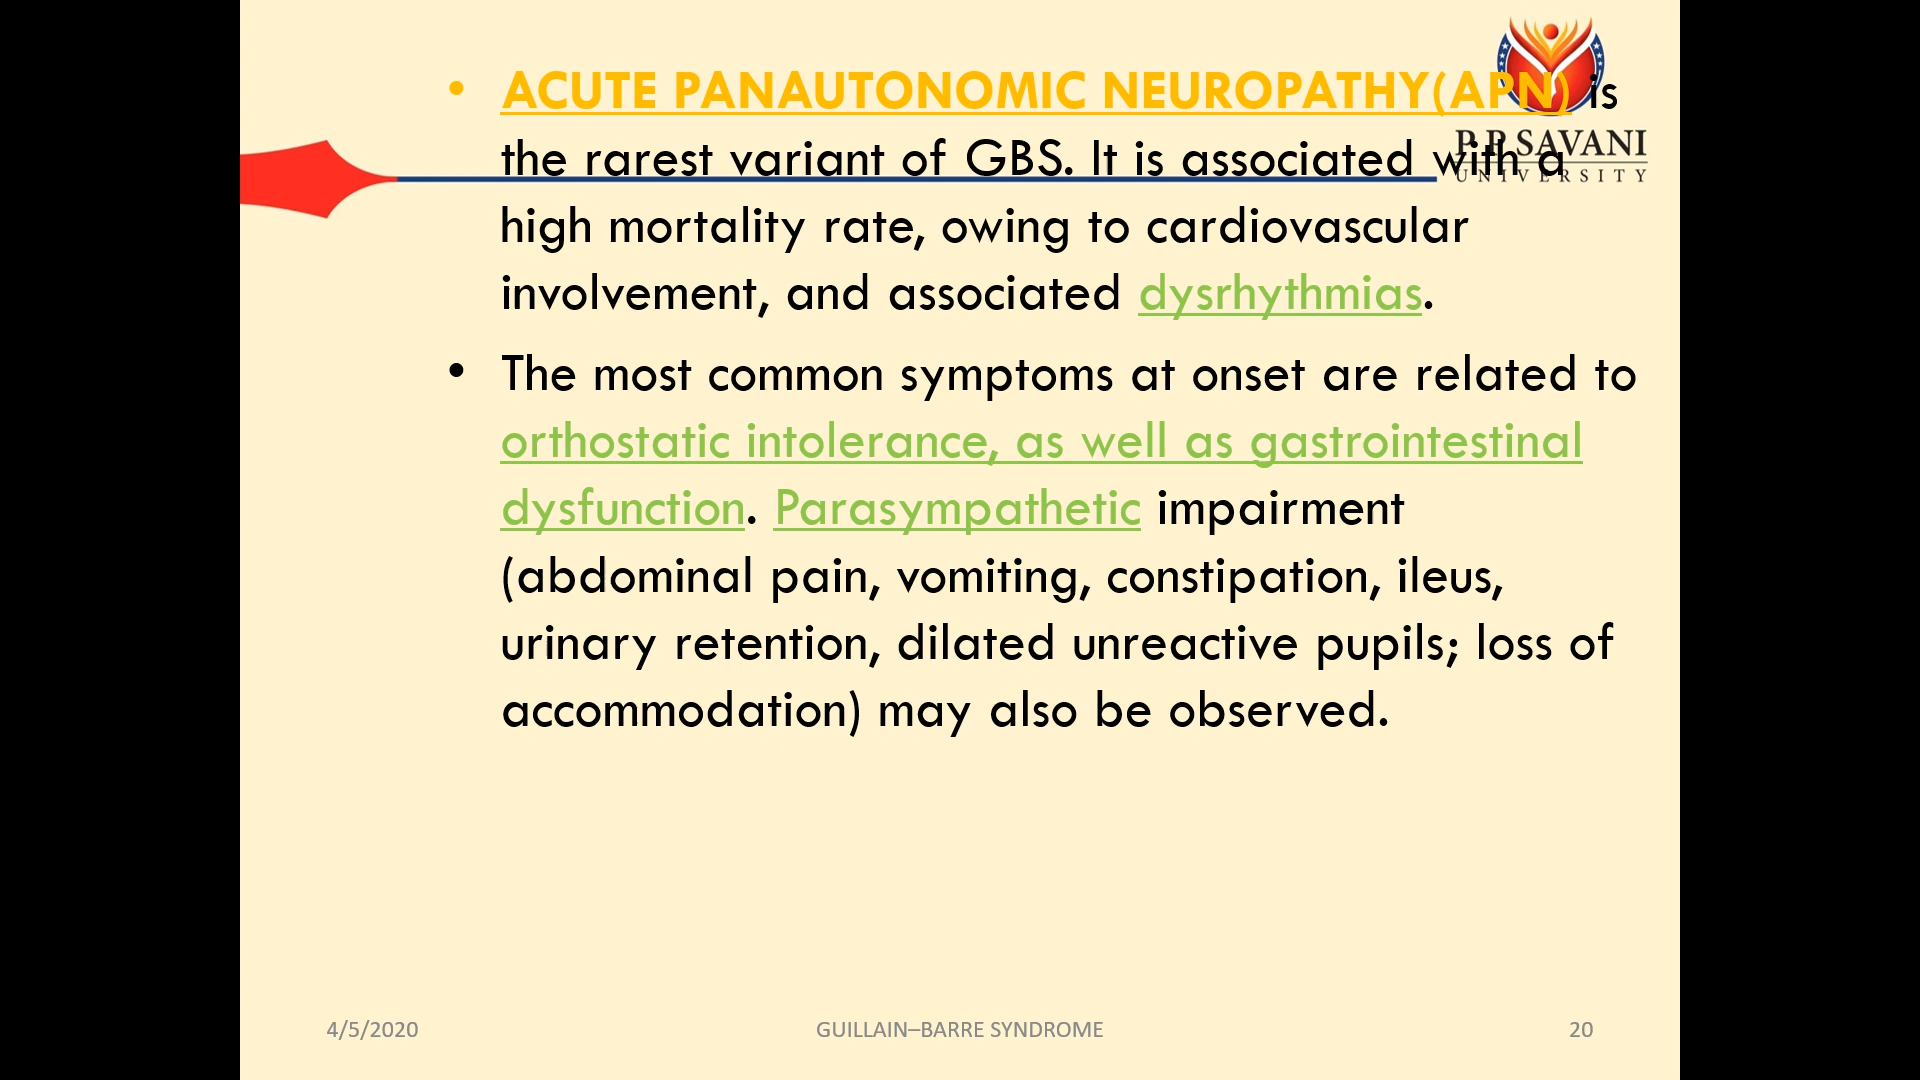 • ACUTE PANAUTONOMIC NEUROPATHY(APN) is
the rarest variant of GBS. It is associated with a
high mortality rate, owing to cardiovascular
involvement, and associated dysrhythmias.
• The most common symptoms at onset are related to
orthostatic intolerance, as well as gastrointestinal
dysfunction. Parasympathetic impairment
(abdominal pain, vomiting, constipation, ileus,
urinary retention, dilated unreactive pupils; loss of
accommodation) may also be observed.
P P SAVANI
UNIVERSITY
4/5/2020
GUILLAIN–BARRE SYNDROME
20